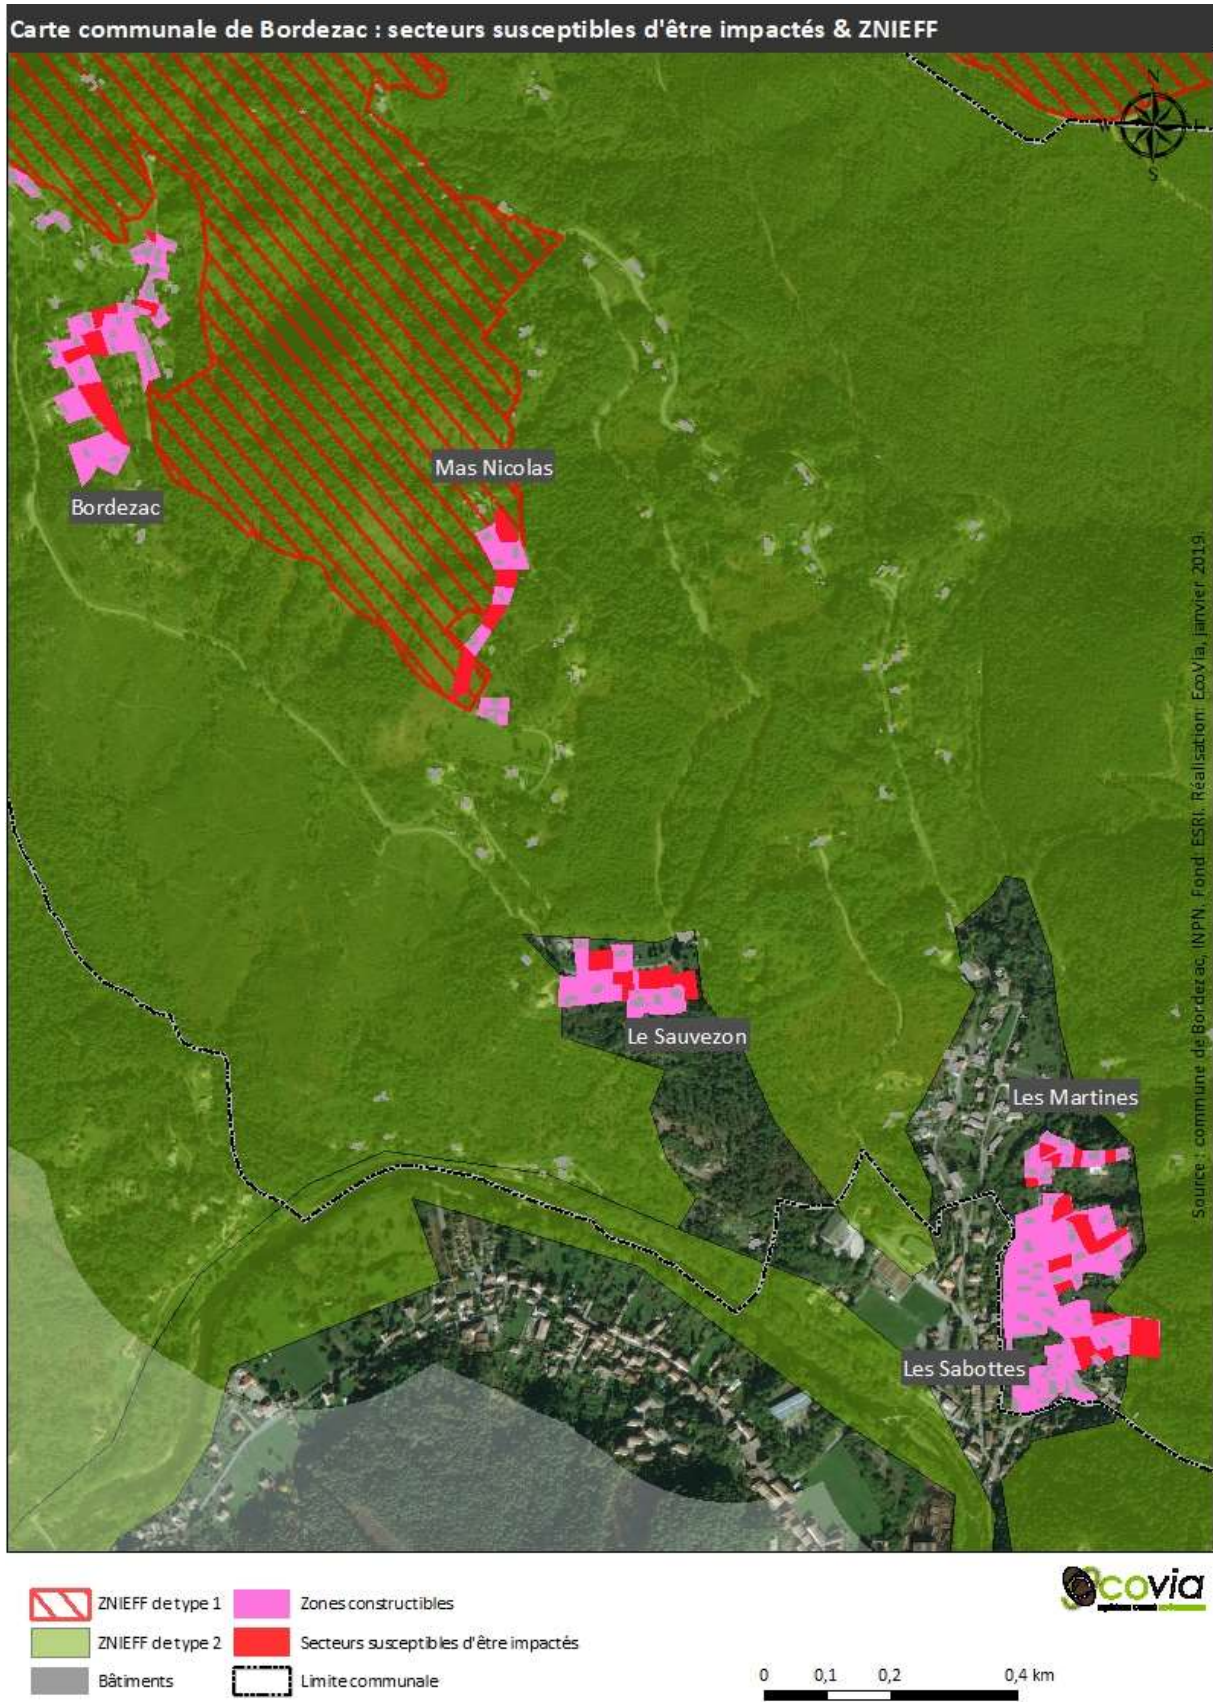 Carte communale de Bordezac : secteurs susceptibles d'être impactés & ZNIEFF
N
W
E
S
Mas Nicolas
Bordezac
Le Sauvezon
Les Martines
Les Sabottes
Source : commune de Bordezac, INPN. Fond: ESRI. Réalisation: EcoVia, janvier 2019.
ZNIEFF de type 1
Zones constructibles
ZNIEFF de type 2
Secteurs susceptibles d'être impactés
Bâtiments
Limite communale
0 0,1 0,2 0,4 km
ecovia